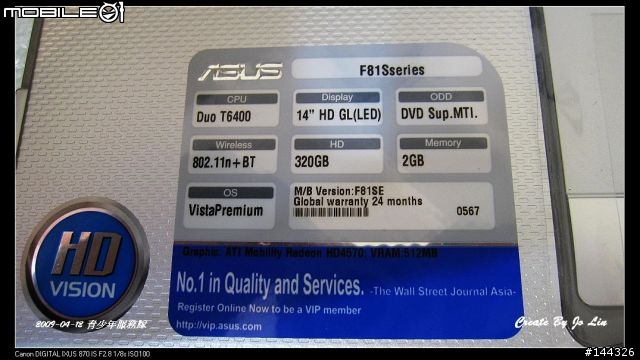 MOBILE01
ASUS F81Sseries
CPU Display ODD
Duo T6400 14" HD GL(LED) DVD Sup.MTI.
Wireless HD Memory
802.11n+BT 320GB 2GB
OS M/B Version:F81SE
VistaPremium Global warranty 24 months
0567
Graphic: ATI Mobility Radeon HD4570: VRAM:512MB
No.1 in Quality and Services. -The Wall Street Journal Asia-
Register Online Now to be a VIP member
http://vip.asus.com
HD
VISION
2009-04-12 青少年服務隊
Create By Jo Lin
Canon DIGITAL IXUS 870 IS F2.8 1/8s ISO100
#144326